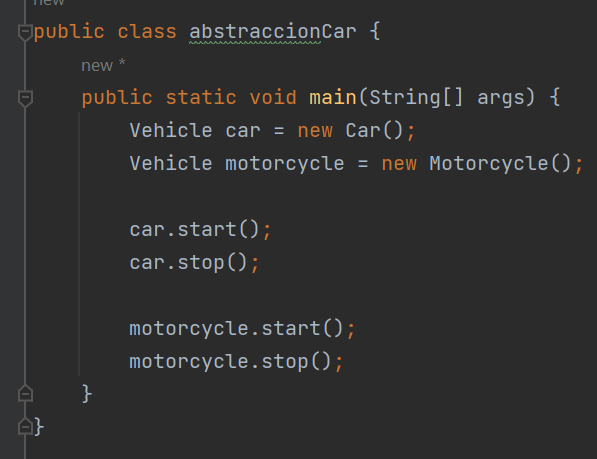 new
public class abstraccionCar {
new *
public static void main(String[] args) {
Vehicle car = new Car();
Vehicle motorcycle = new Motorcycle();
car.start();
car.stop();
motorcycle.start();
motorcycle.stop();
}
}